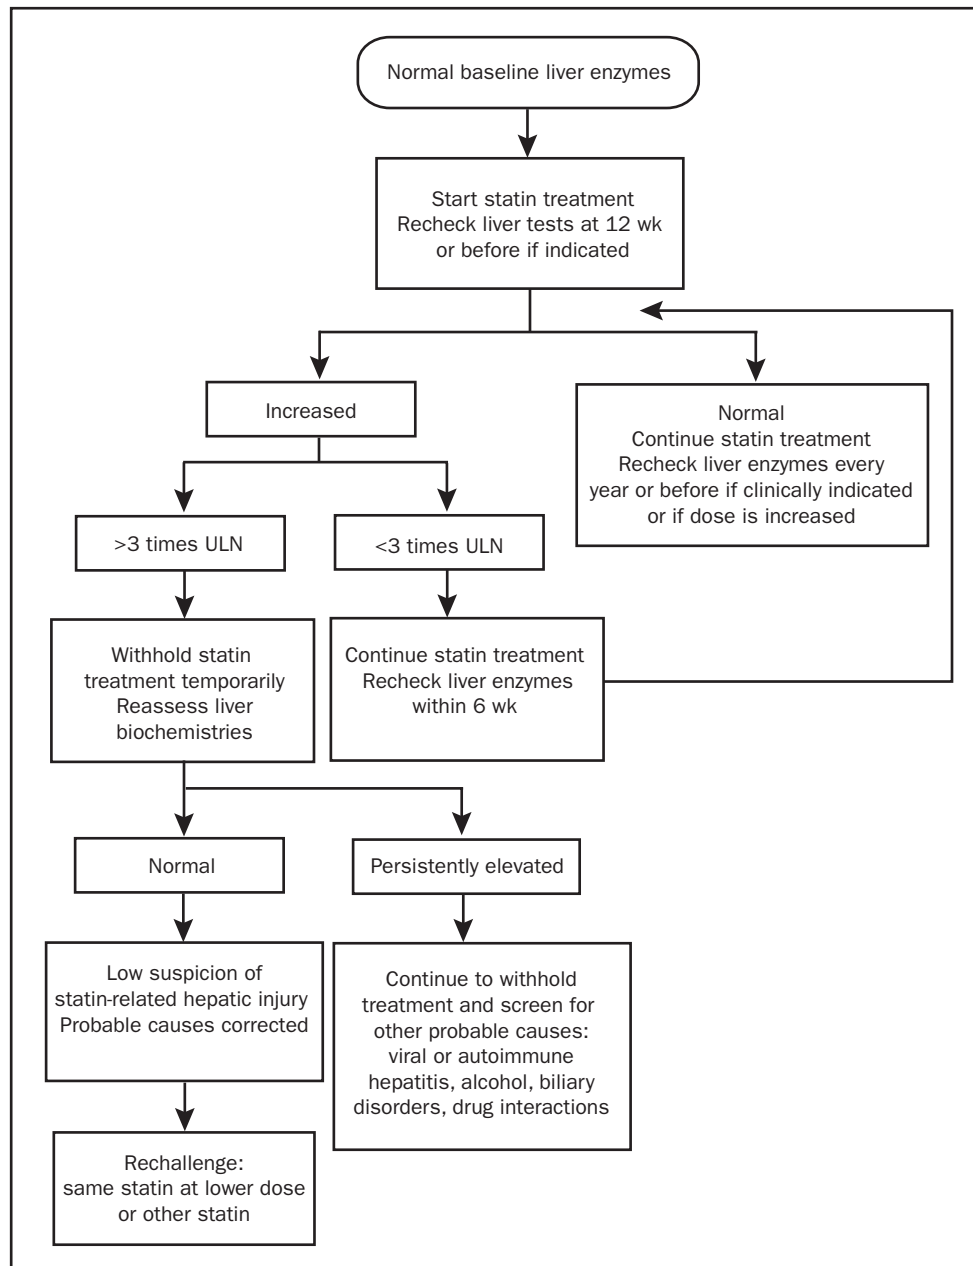 Normal baseline liver enzymes
Start statin treatment
Recheck liver tests at 12 wk
or before if indicated
Increased
Normal
Continue statin treatment
Recheck liver enzymes every
year or before if clinically indicated
or if dose is increased
>3 times ULN
<3 times ULN
Withhold statin
treatment temporarily
Reassess liver
biochemistries
Continue statin treatment
Recheck liver enzymes
within 6 wk
Normal
Persistently elevated
Low suspicion of
statin-related hepatic injury
Probable causes corrected
Continue to withhold
treatment and screen for
other probable causes:
viral or autoimmune
hepatitis, alcohol, biliary
disorders, drug interactions
Rechallenge:
same statin at lower dose
or other statin